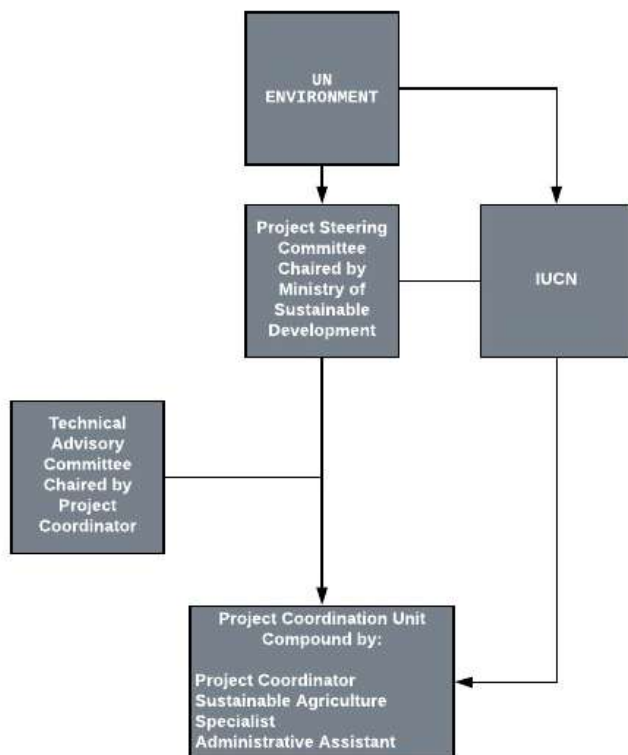 UN
ENVIRONMENT
Project Steering
Committee
Chaired by
Ministry of
Sustainable
Development
IUCN
Technical
Advisory
Committee
Chaired by
Project
Coordinator
Project Coordination Unit
Compound by:
Project Coordinator
Sustainable Agriculture
Specialist
Administrative Assistant